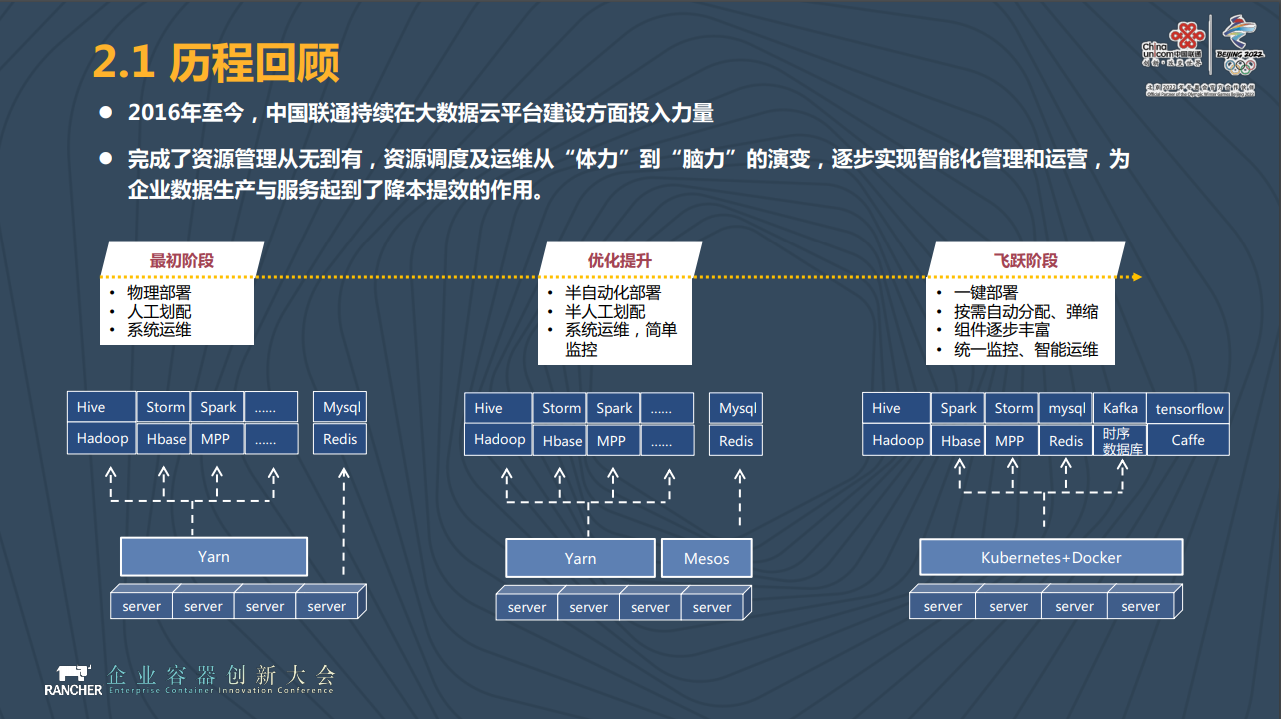 2.1 历程回顾
China
unicom中国联通
创新·改变世界
BEIJING 2022
● 2016年至今，中国联通持续在大数据云平台建设方面投入力量
● 完成了资源管理从无到有，资源调度及运维从“体力”到“脑力”的演变，逐步实现智能化管理和运营，为
企业数据生产与服务起到了降本提效的作用。
最初阶段
• 物理部署
• 人工划配
• 系统运维
优化提升
• 半自动化部署
• 半人工划配
• 系统运维，简单
监控
飞跃阶段
• 一键部署
• 按需自动分配、弹缩
• 组件逐步丰富
• 统一监控、智能运维
Hive Storm Spark ...... Mysql
Hadoop Hbase MPP ...... Redis
Yarn
server server server server
Hive Storm Spark ...... Mysql
Hadoop Hbase MPP ...... Redis
Yarn Mesos
server server server server
Hive Spark Storm mysql Kafka tensorflow
Hadoop Hbase MPP Redis 时序
数据库 Caffe
Kubernetes+Docker
server server server server
RANCHER
企业容器创新大会
Enterprise Container Innovation Conference